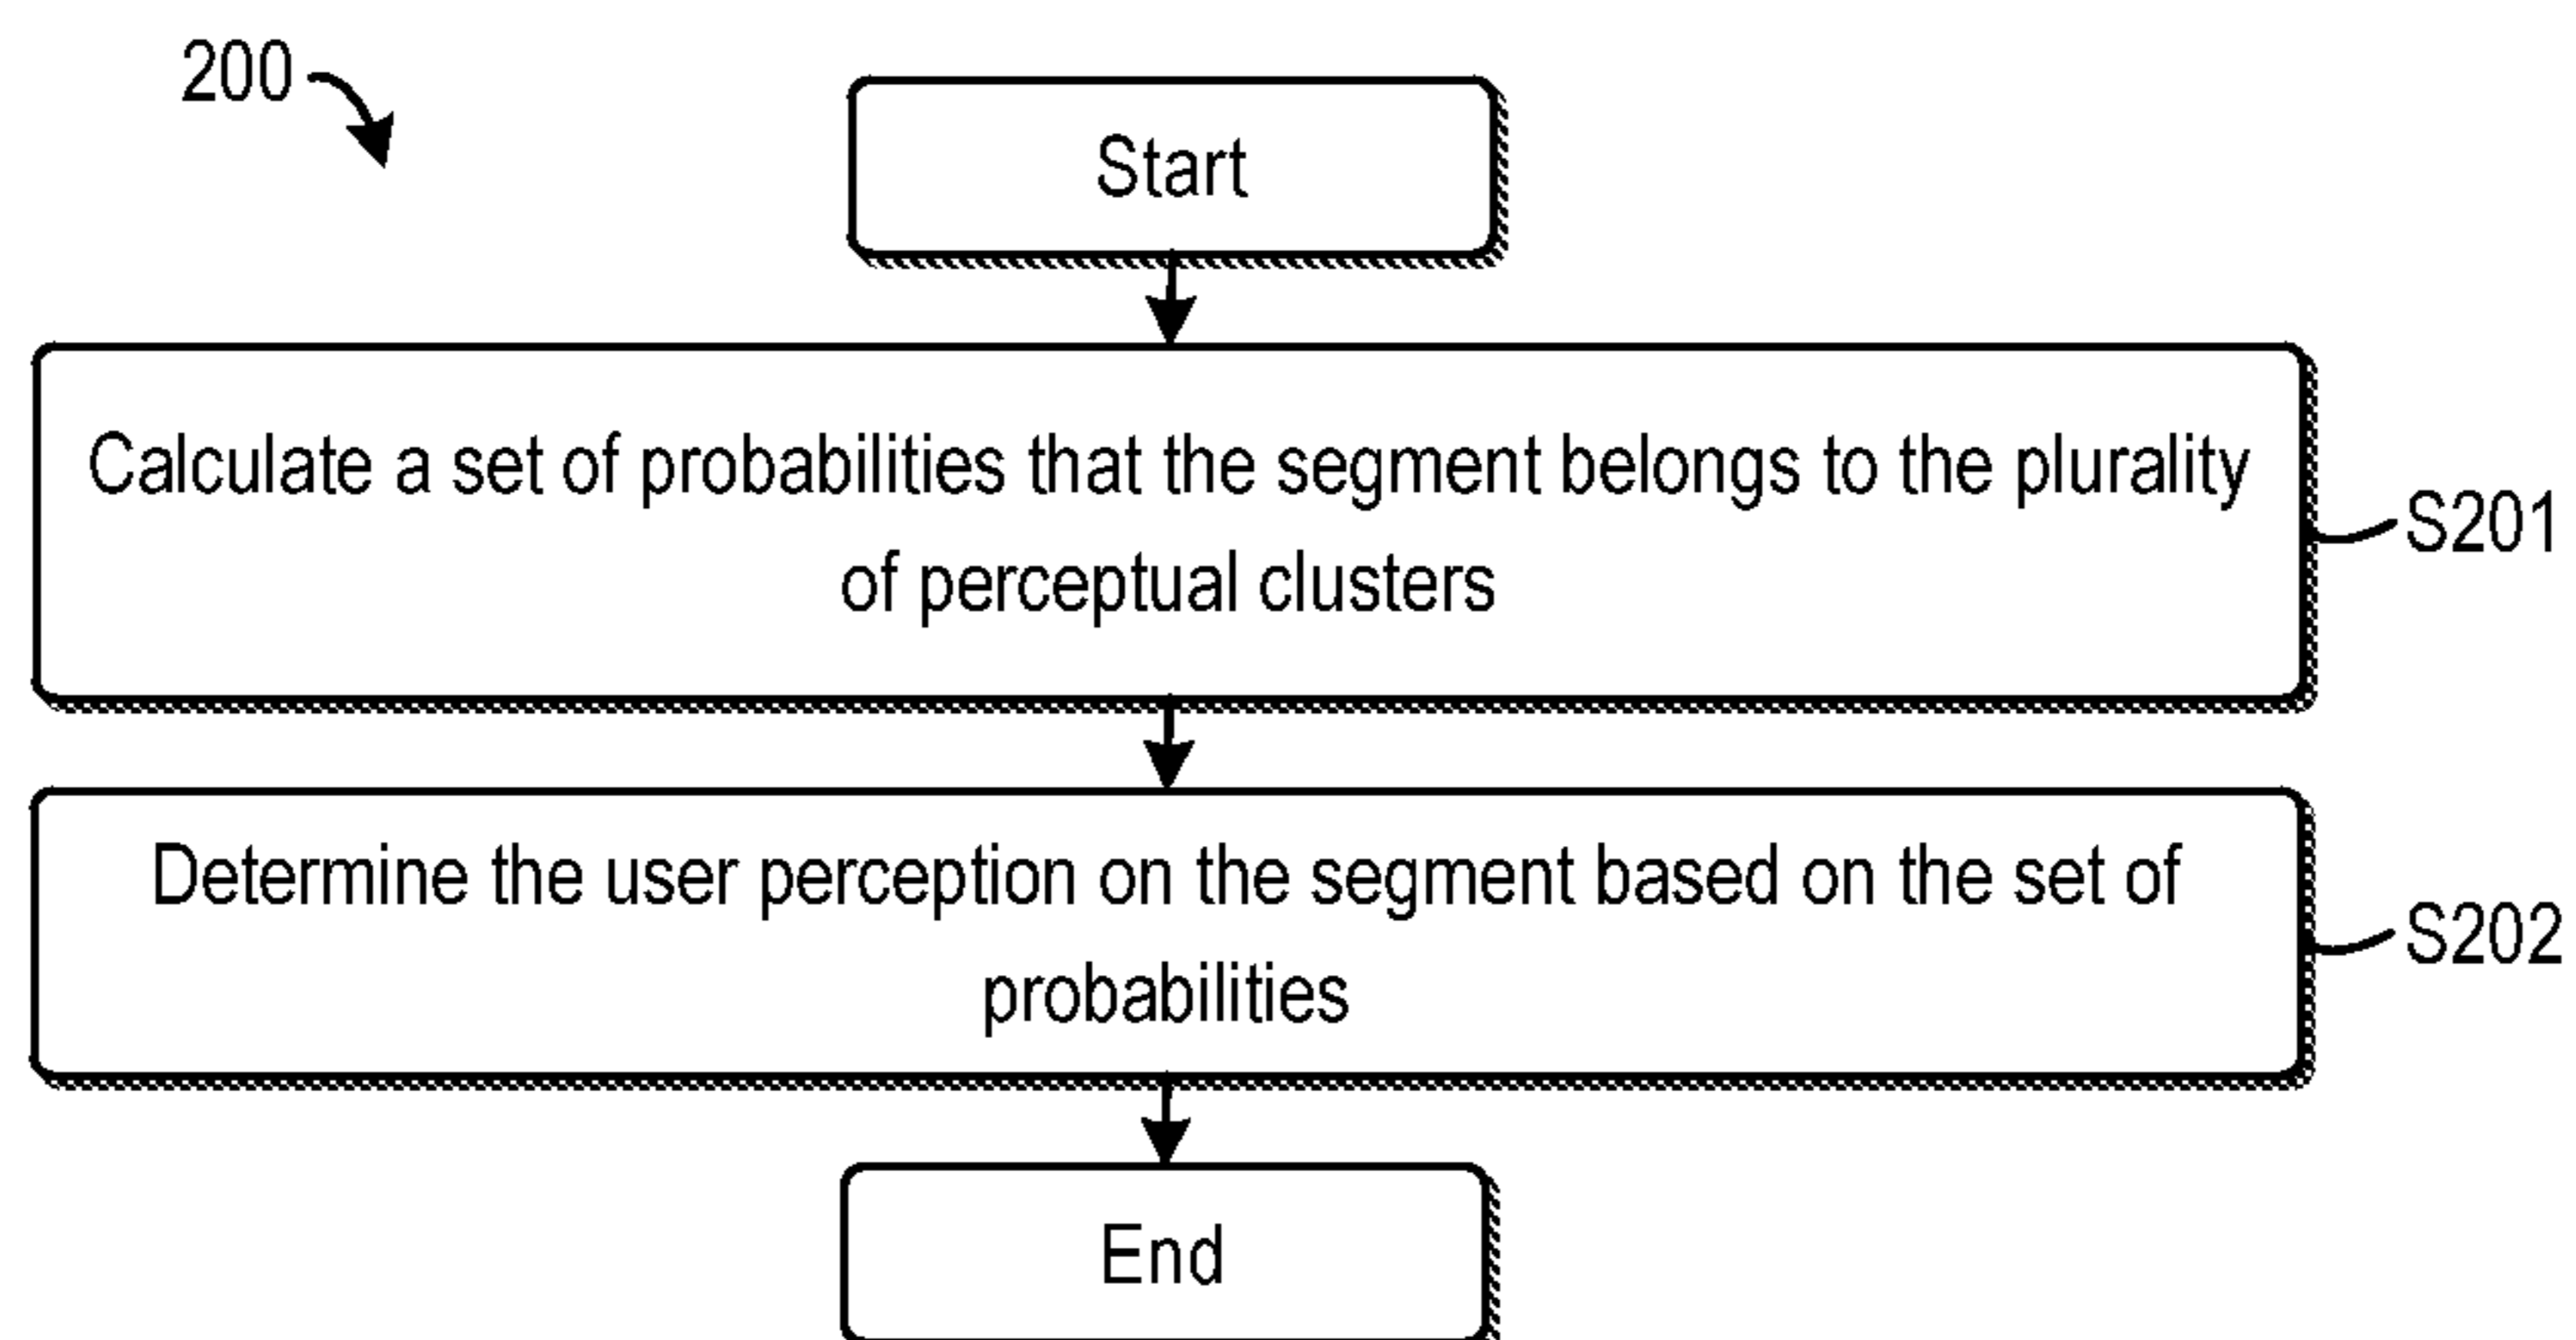 200
Start
Calculate a set of probabilities that the segment belongs to the plurality
of perceptual clusters
S201
Determine the user perception on the segment based on the set of
probabilities
S202
End